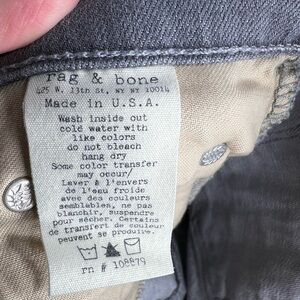 rag & bone
425 W. 13th St, NY NY 10014
Made in U.S.A.
Wash inside out
cold water with
like colors
do not bleach
hang dry
Some color transfer
may occur/
Laver à l'envers
de l'eau froide
avec des couleurs
semblables, ne pas
blanchir, suspendre
pour sécher. Certains
de transfert de couleur
peuvent se produire.
rn # 108879